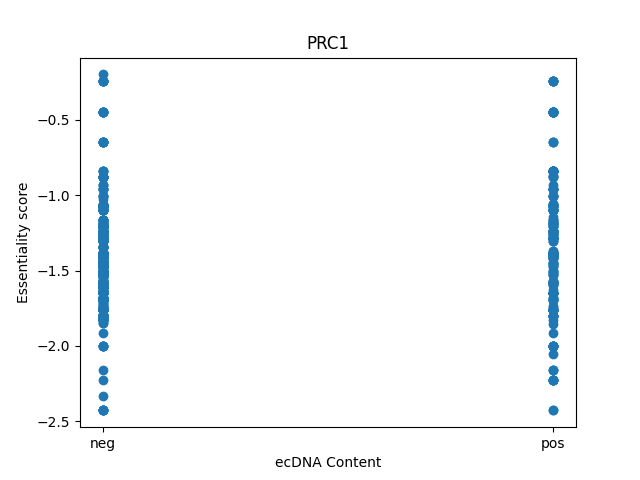 PRC1
Essentiality score
−0.5
−1.0
−1.5
−2.0
−2.5
neg
pos
ecDNA Content